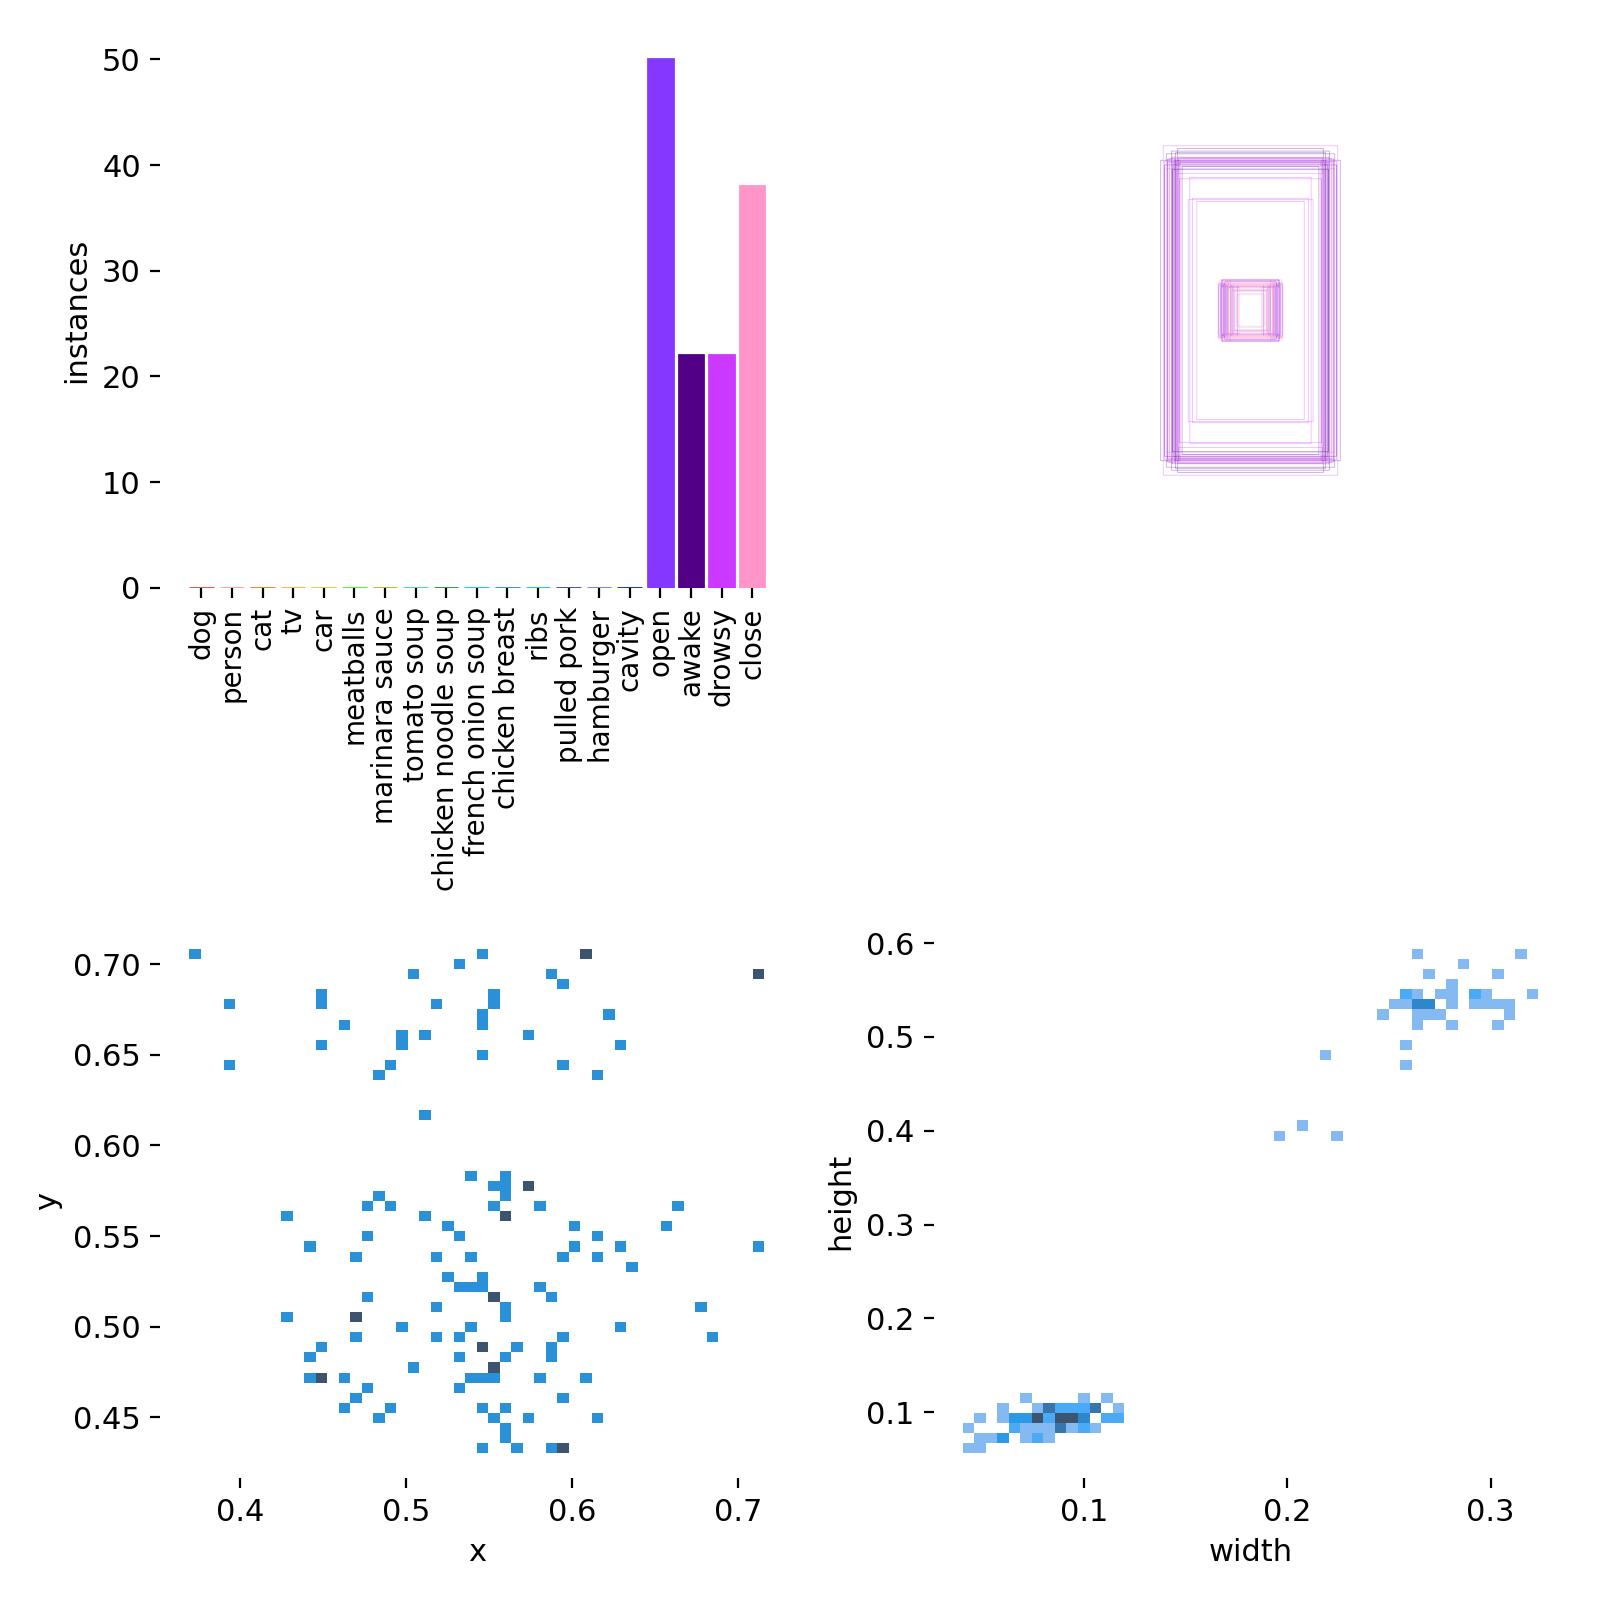 50
40
30
20
10
0
instances
dog
person
cat
tv
car
meatballs
marinara sauce
tomato soup
chicken noodle soup
french onion soup
chicken breast
ribs
pulled pork
hamburger
cavity
open
awake
drowsy
close
0.70
0.65
0.60
0.55
0.50
0.45
y
0.4 0.5 0.6 0.7
x
0.6
0.5
0.4
0.3
0.2
0.1
height
0.1 0.2 0.3
width